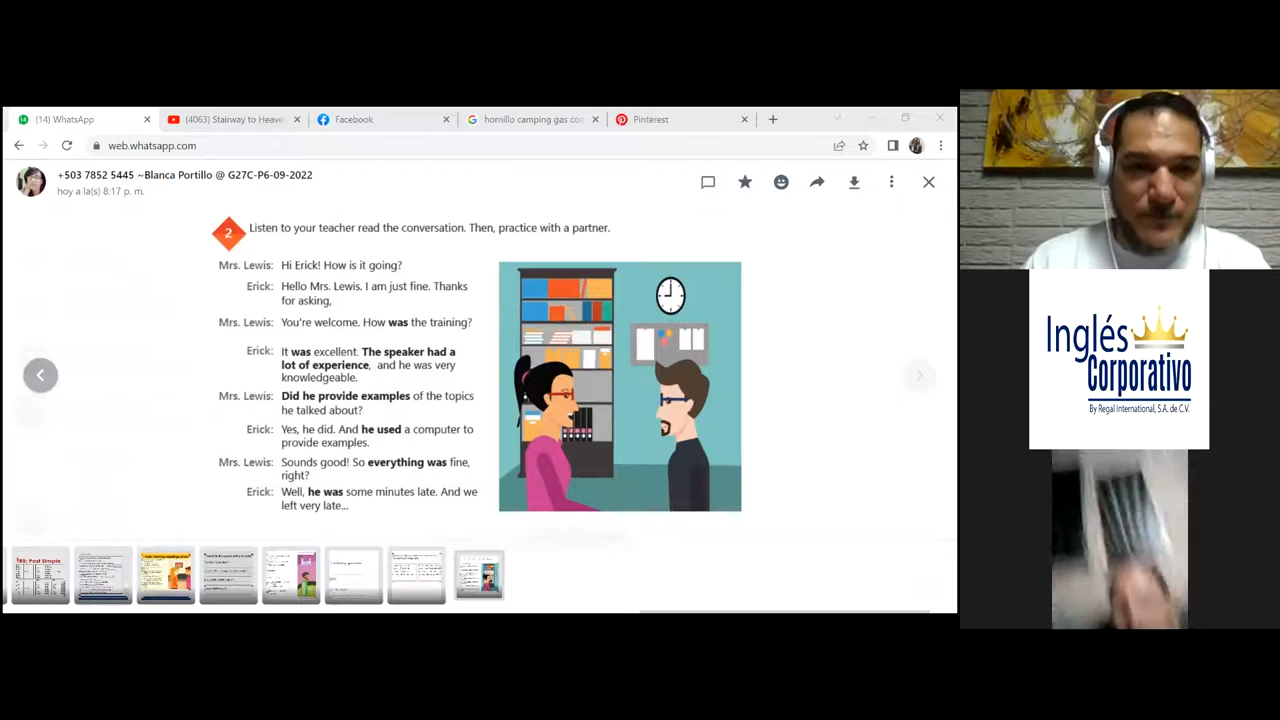 (14) WhatsApp
(4063) Stairway to Heave
Facebook
hornillo camping gas con
Pinterest
web.whatsapp.com
+503 7852 5445 ~Blanca Portillo @ G27C-P6-09-2022
hoy a la(s) 8:17 p. m.
2 Listen to your teacher read the conversation. Then, practice with a partner.
Mrs. Lewis: Hi Erick! How is it going?
Erick: Hello Mrs. Lewis. I am just fine. Thanks
for asking,
Mrs. Lewis: You're welcome. How was the training?
Erick: It was excellent. The speaker had a
lot of experience, and he was very
knowledgeable.
Mrs. Lewis: Did he provide examples of the topics
he talked about?
Erick: Yes, he did. And he used a computer to
provide examples.
Mrs. Lewis: Sounds good! So everything was fine,
right?
Erick: Well, he was some minutes late. And we
left very late...
Past Simple
Inglés
Corporativo
By Regal International, S.A. de C.V.